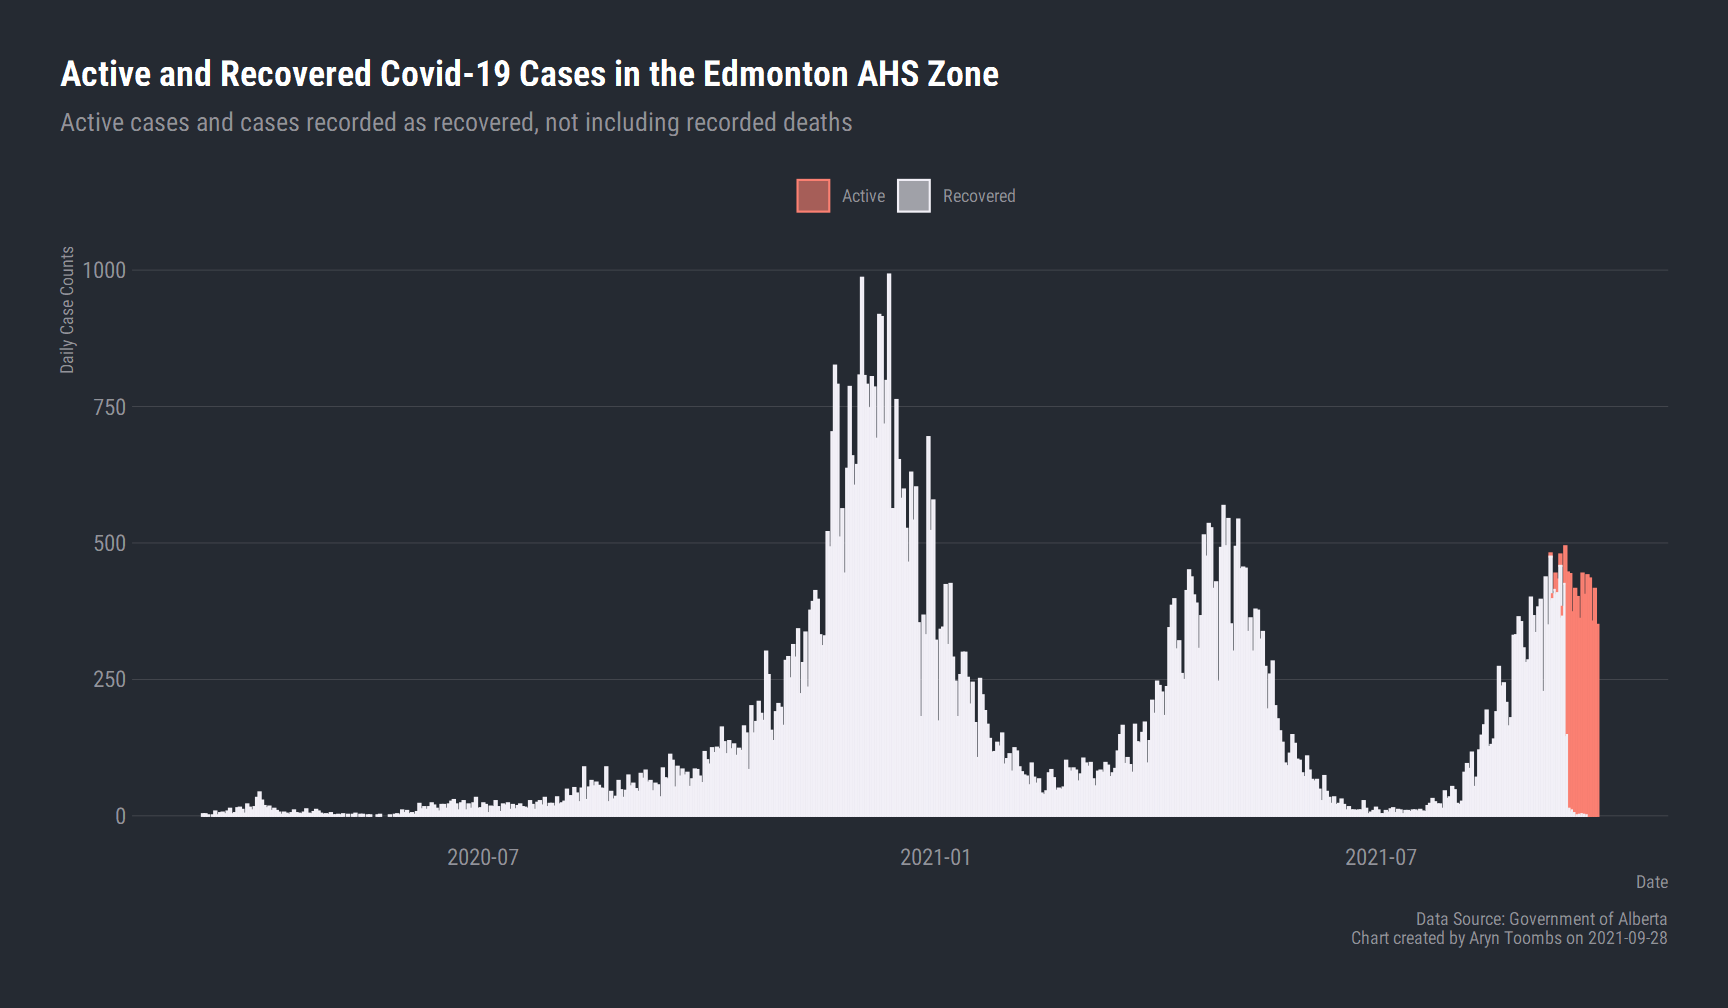 Active and Recovered Covid-19 Cases in the Edmonton AHS Zone
Active cases and cases recorded as recovered, not including recorded deaths
Active
Recovered
Daily Case Counts
1000
750
500
250
0
2020-07
2021-01
2021-07
Date
Data Source: Government of Alberta
Chart created by Aryn Toombs on 2021-09-28